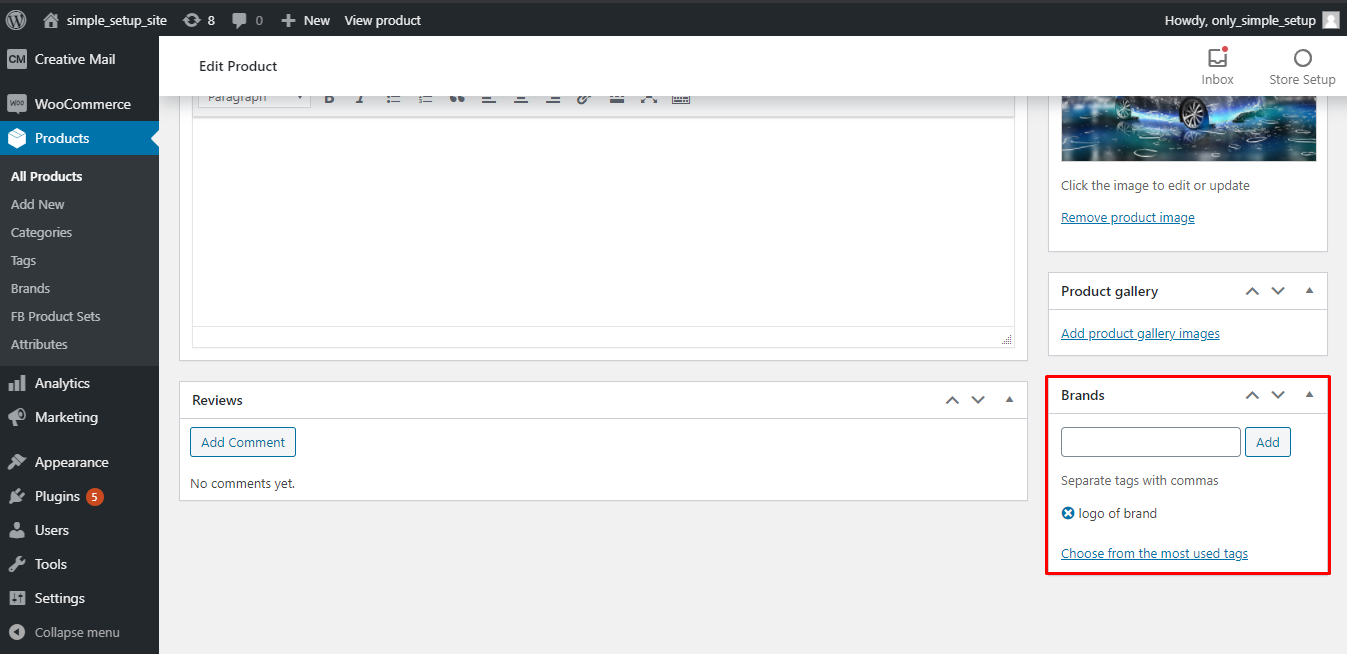 simple_setup_site 8 0 New View product Howdy, only_simple_setup
CM Creative Mail
Edit Product
Inbox
Store Setup
WOO WooCommerce
Products
All Products
Add New
Categories
Tags
Brands
FB Product Sets
Attributes
Analytics
Marketing
Appearance
Plugins 5
Users
Tools
Settings
Collapse menu
Paragraph B I
Reviews
Add Comment
No comments yet.
Click the image to edit or update
Remove product image
Product gallery
Add product gallery images
Brands
Add
Separate tags with commas
logo of brand
Choose from the most used tags